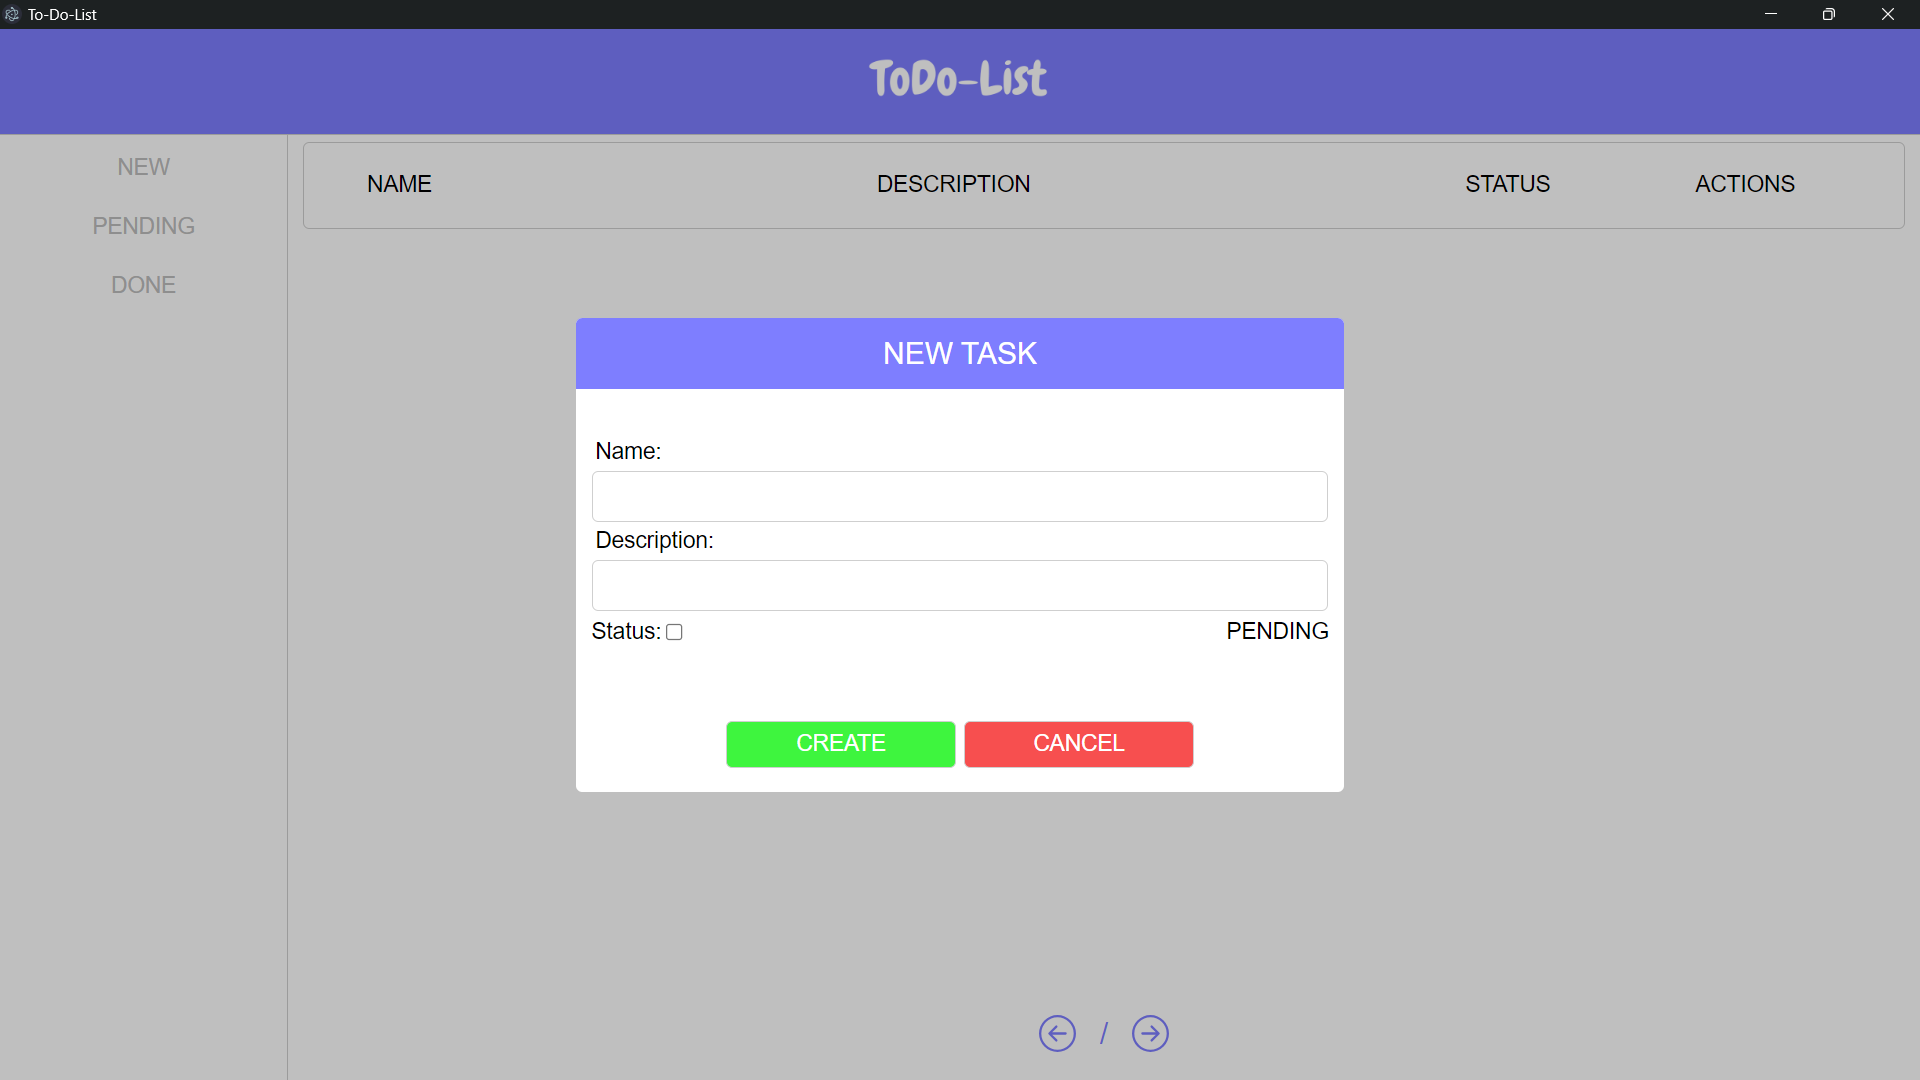 To-Do-List
ToDo-List
NEW
PENDING
DONE
NAME DESCRIPTION STATUS ACTIONS
NEW TASK
Name:
Description:
Status: PENDING
CREATE CANCEL
/